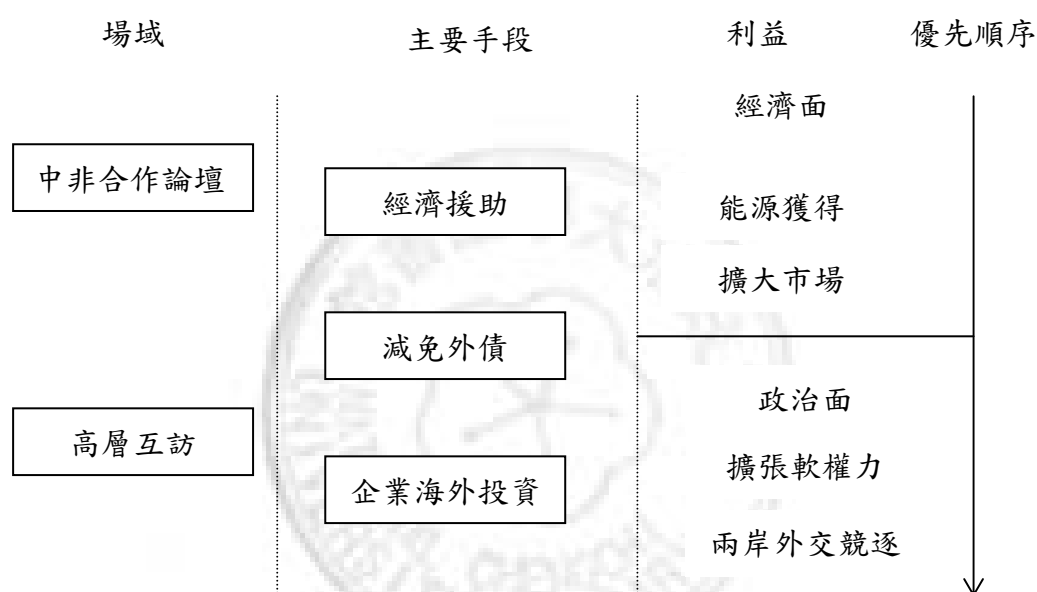 場域 主要手段 利益 優先順序
經濟面
中非合作論壇
經濟援助
能源獲得
擴大市場
減免外債
政治面
高層互訪
擴張軟權力
企業海外投資
兩岸外交競逐